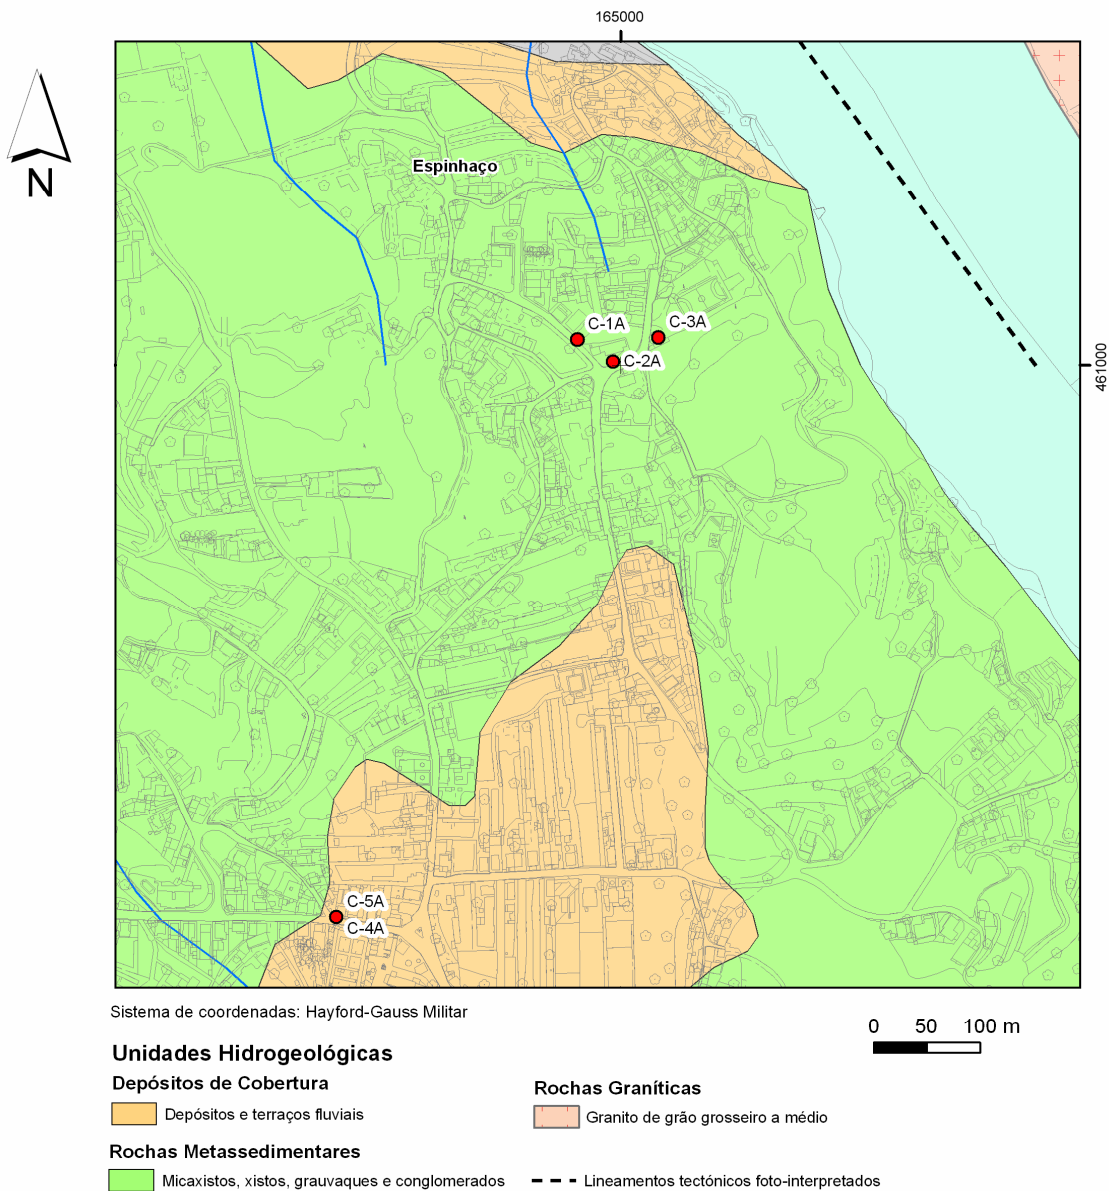 165000
N
Espinhaço
C-1A
C-3A
C-2A
461000
C-5A
C-4A
Sistema de coordenadas: Hayford-Gauss Militar
0 50 100 m
Unidades Hidrogeológicas
Depósitos de Cobertura
Depósitos e terraços fluviais
Rochas Graníticas
Granito de grão grosseiro a médio
Rochas Metassedimentares
Micaxistos, xistos, grauvaques e conglomerados
Lineamentos tectónicos foto-interpretados